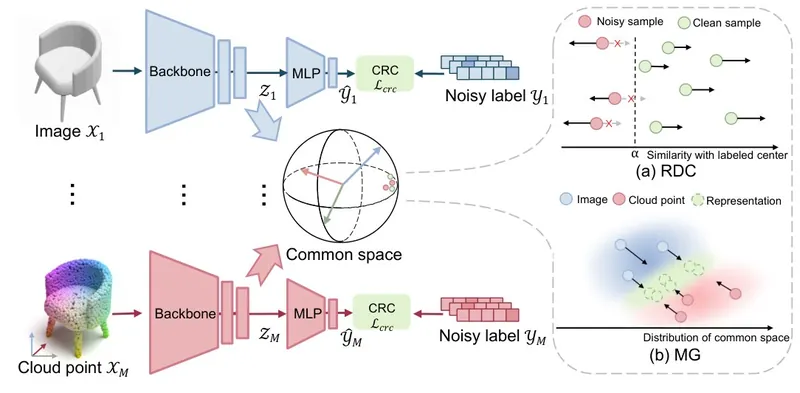 Image 𝒳₁
Backbone
𝓏₁
MLP
ŷ₁
CRC
ℒcrc
Noisy label 𝒴₁
Common space
Cloud point 𝒳M
Backbone
𝓏M
MLP
ŷM
CRC
ℒcrc
Noisy label 𝒴M
Noisy sample
Clean sample
X
X
X
α
Similarity with labeled center
(a) RDC
Image
Cloud point
Representation
Distribution of common space
(b) MG